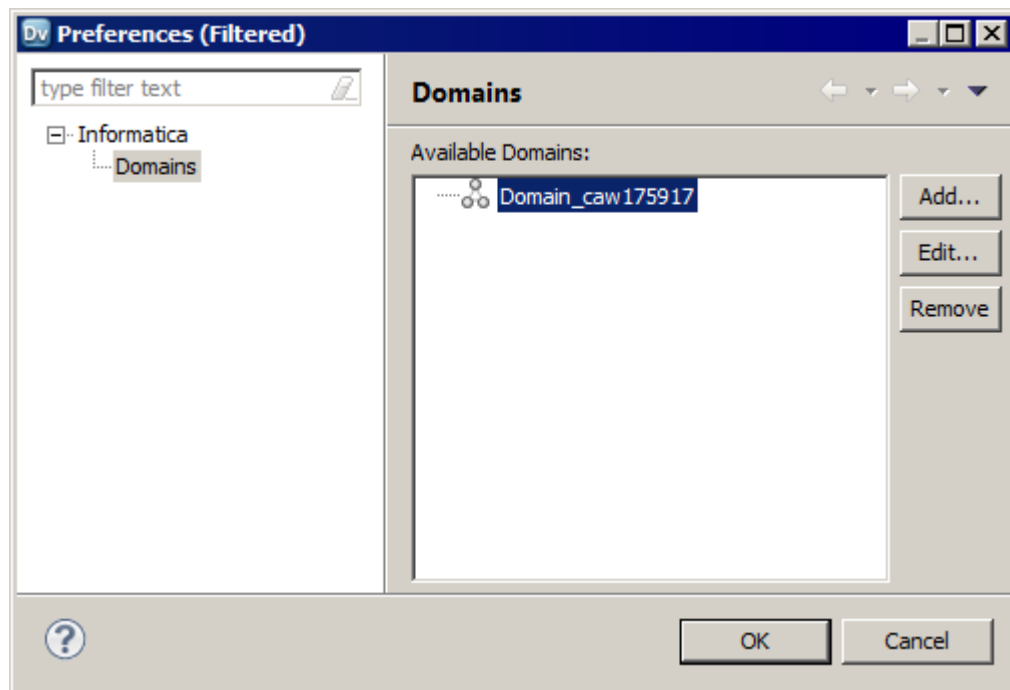 Dv Preferences (Filtered)
type filter text
Informatica
Domains
Domains
Available Domains:
Domain_caw175917
Add...
Edit...
Remove
?
OK
Cancel